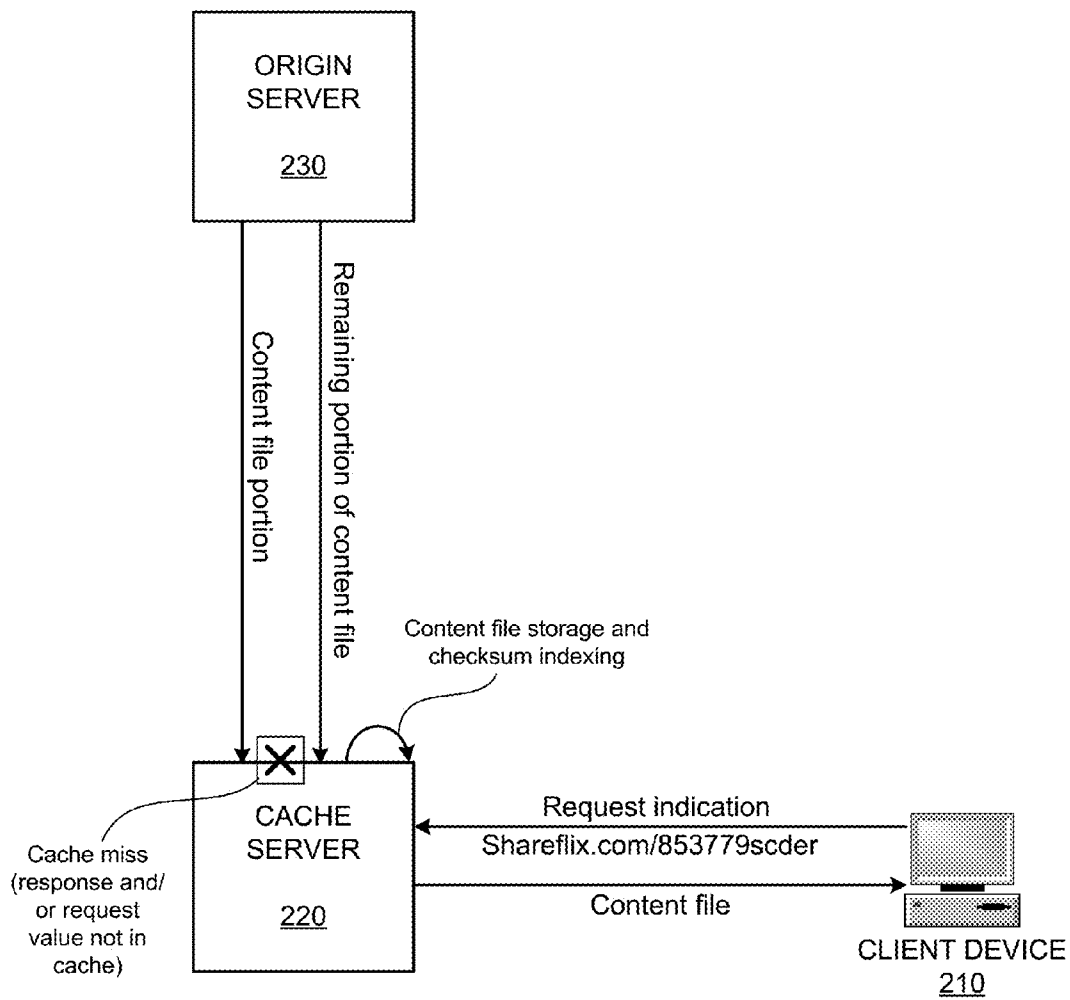 ORIGIN
SERVER
230
Content file portion
Remaining portion of content file
Content file storage and
checksum indexing
CACHE
SERVER
220
Cache miss
(response and/
or request
value not in
cache)
Request indication
Shareflix.com/853779scder
Content file
CLIENT DEVICE
210